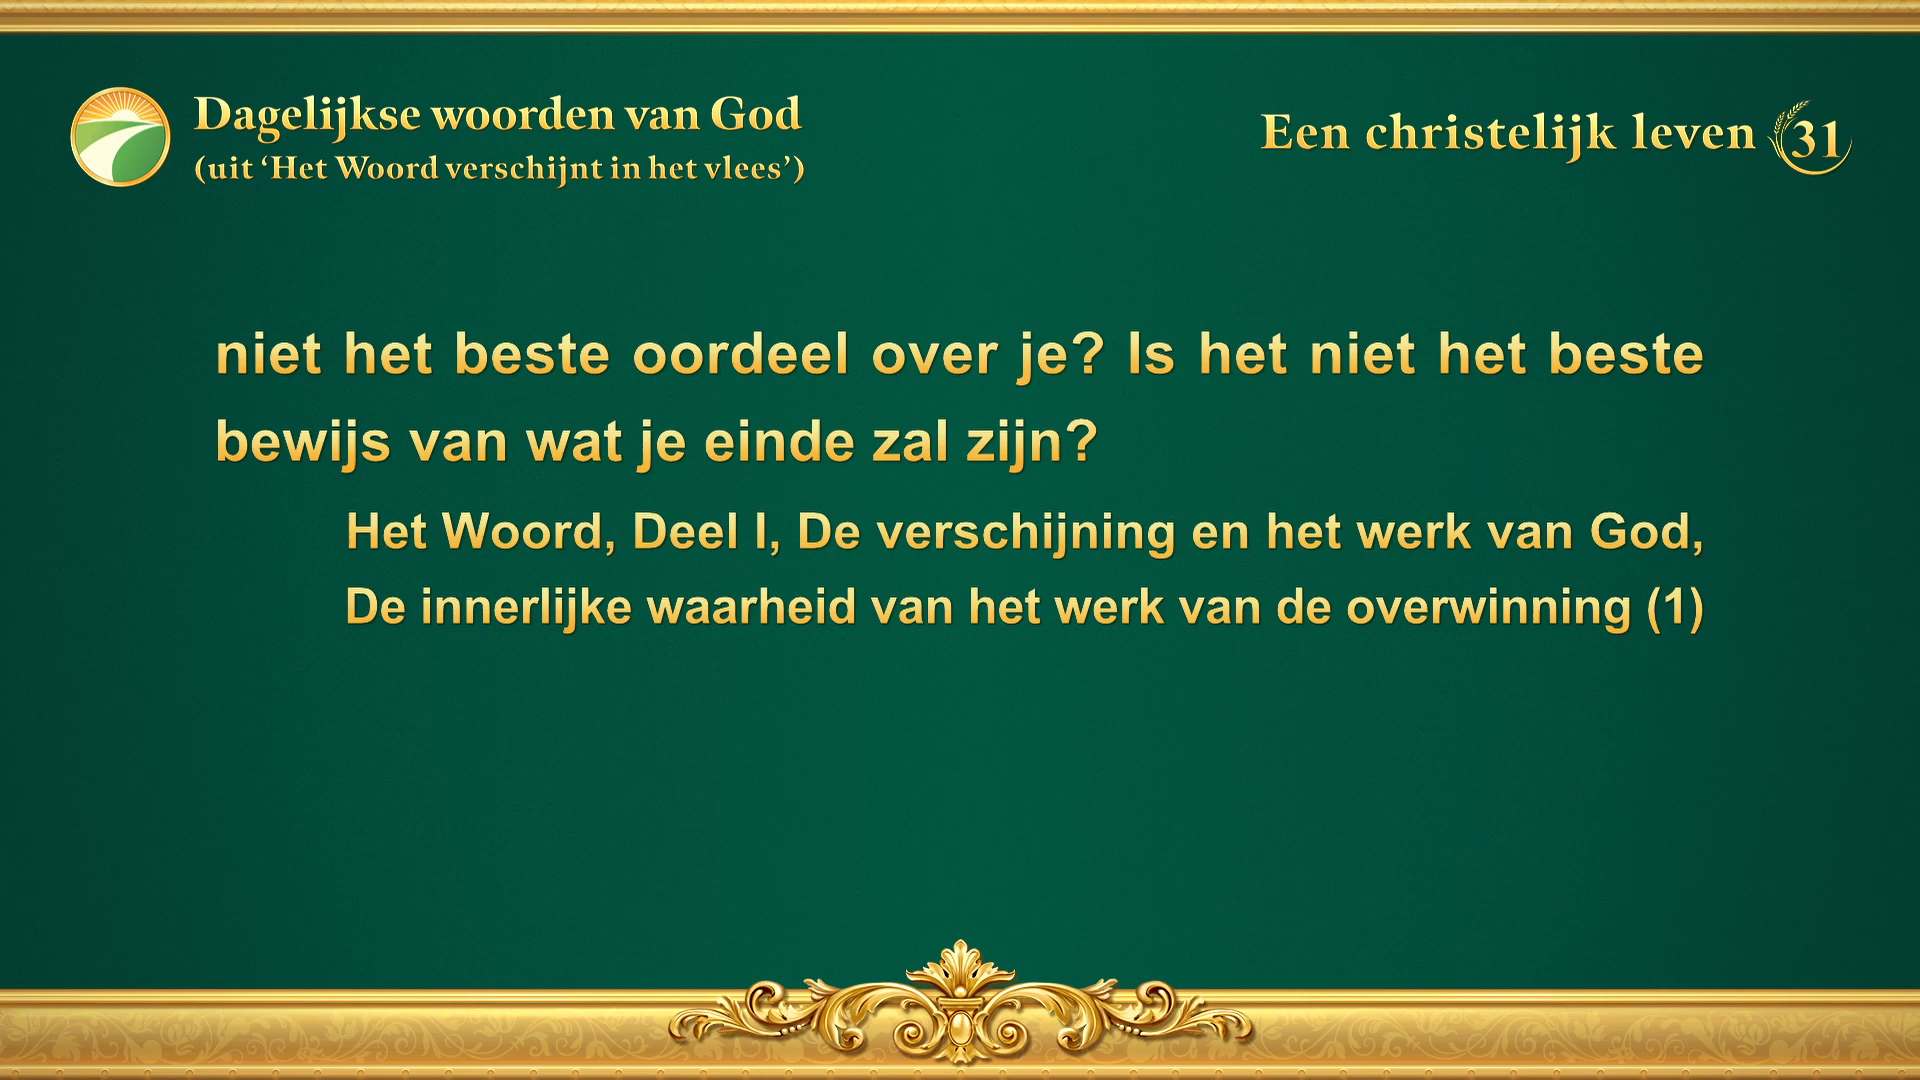 Dagelijkse woorden van God
(uit ‘Het Woord verschijnt in het vlees’)
Een christelijk leven 31
niet het beste oordeel over je? Is het niet het beste
bewijs van wat je einde zal zijn?
Het Woord, Deel I, De verschijning en het werk van God,
De innerlijke waarheid van het werk van de overwinning (1)